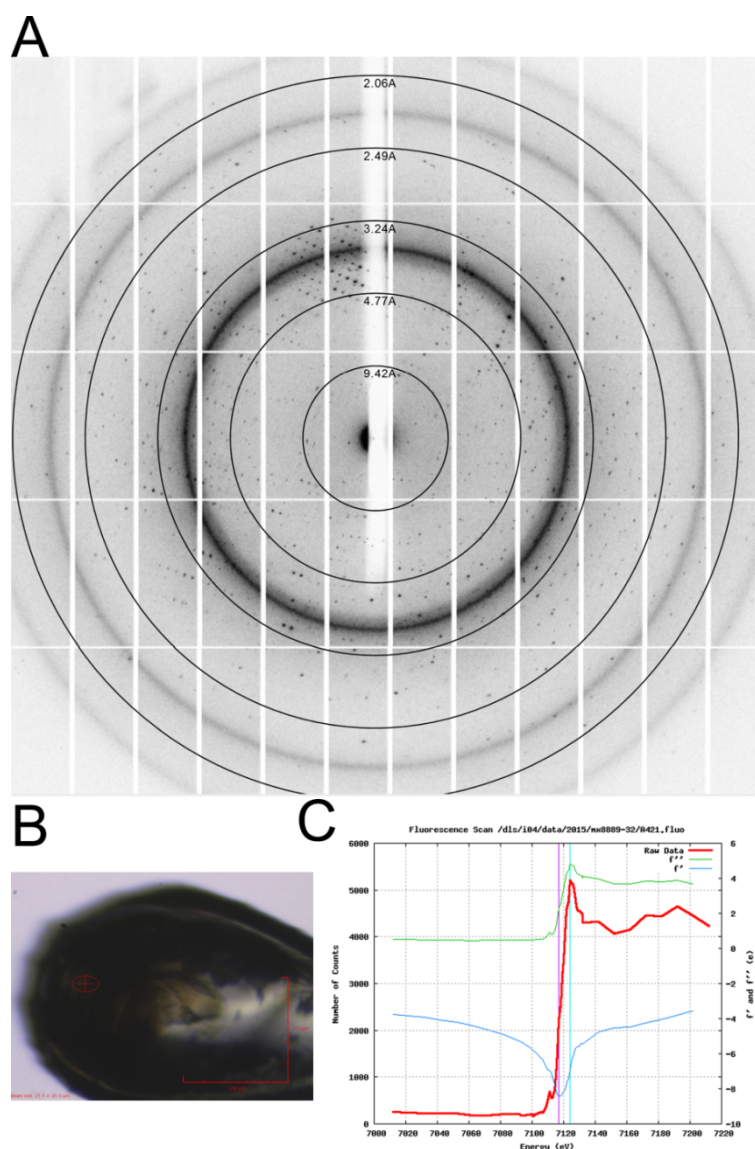 A
2.06A
2.49A
3.24A
4.77A
9.42A
B
C
Fluorescence Scan /dls/i04/data/2015/mx8889-32/A421.fluo
Raw Data
f''
f'
Number of Counts
6000
5000
4000
3000
2000
1000
0
f' and f'' (e)
6
4
2
0
-2
-4
-6
-8
-10
7000 7020 7040 7060 7080 7100 7120 7140 7160 7180 7200 7220
Energy (eV)